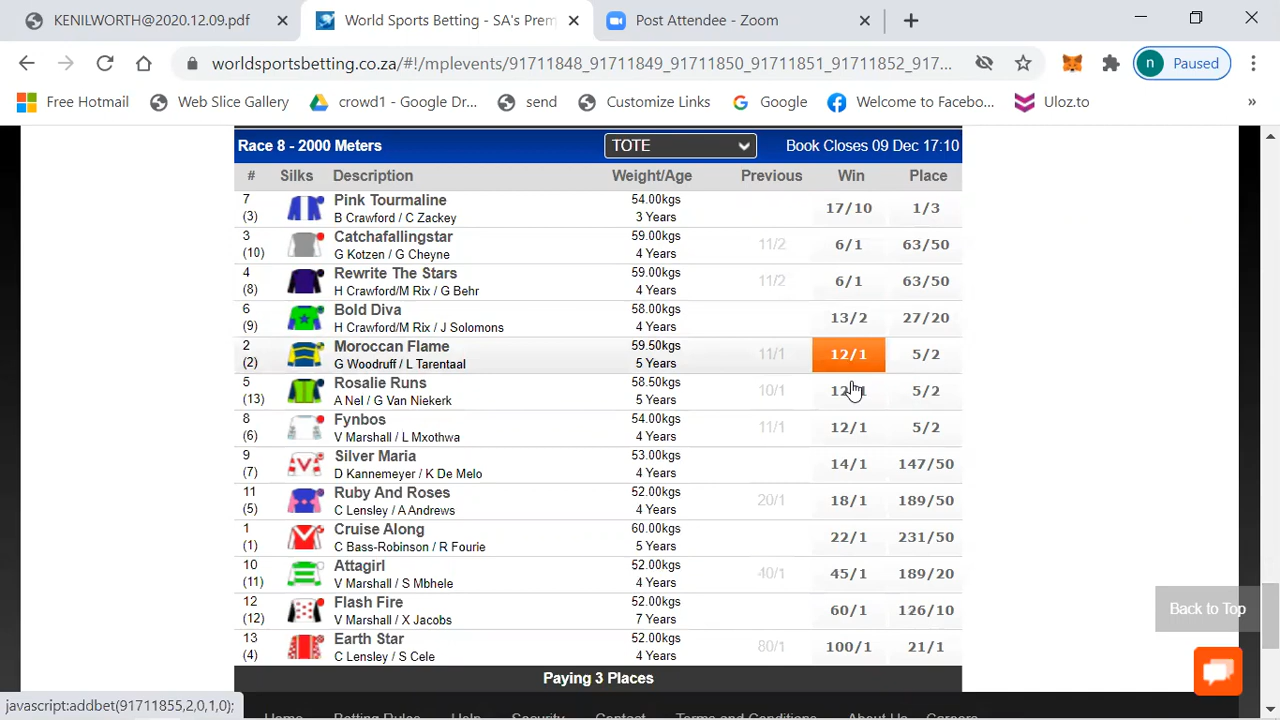 KENILWORTH@2020.12.09.pdf
World Sports Betting - SA's Prem
Post Attendee - Zoom
worldsportsbetting.co.za/#!/mplevents/91711848_91711849_91711850_91711851_91711852_917...
n Paused
Free Hotmail Web Slice Gallery crowd1 - Google Dr... send Customize Links Google Welcome to Facebo... Uloz.to »
Race 8 - 2000 Meters TOTE Book Closes 09 Dec 17:10
# Silks Description Weight/Age Previous Win Place
7 Pink Tourmaline 54.00kgs 17/10 1/3
(3) B Crawford / C Zackey 3 Years
3 Catchafallingstar 59.00kgs 11/2 6/1 63/50
(10) G Kotzen / G Cheyne 4 Years
4 Rewrite The Stars 59.00kgs 11/2 6/1 63/50
(8) H Crawford/M Rix / G Behr 4 Years
6 Bold Diva 58.00kgs 13/2 27/20
(9) H Crawford/M Rix / J Solomons 4 Years
2 Moroccan Flame 59.50kgs 11/1 12/1 5/2
(2) G Woodruff / L Tarentaal 5 Years
5 Rosalie Runs 58.50kgs 10/1 12/1 5/2
(13) A Nel / G Van Niekerk 5 Years
8 Fynbos 54.00kgs 11/1 12/1 5/2
(6) V Marshall / L Mxothwa 4 Years
9 Silver Maria 53.00kgs 14/1 147/50
(7) D Kannemeyer / K De Melo 4 Years
11 Ruby And Roses 52.00kgs 20/1 18/1 189/50
(5) C Lensley / A Andrews 4 Years
1 Cruise Along 60.00kgs 22/1 231/50
(1) C Bass-Robinson / R Fourie 5 Years
10 Attagirl 52.00kgs 40/1 45/1 189/20
(11) V Marshall / S Mbhele 4 Years
12 Flash Fire 52.00kgs 60/1 126/10
(12) V Marshall / X Jacobs 7 Years
13 Earth Star 52.00kgs 80/1 100/1 21/1
(4) C Lensley / S Cele 4 Years
Back to Top
Paying 3 Places
javascript:addbet(91711855,2,0,1,0);
Home Betting Rules Help Security Contact Terms and Conditions About Us Careers